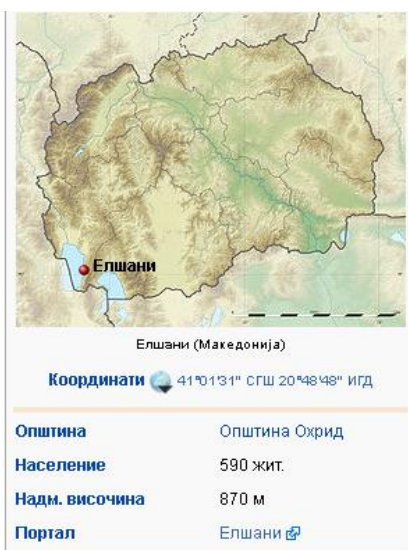 Елшани
Елшани (Македонија)
Координати 41°01′31″ СГШ 20°48′48″ ИГД
Општина Општина Охрид
Население 590 жит.
Надм. височина 870 м
Портал Елшани